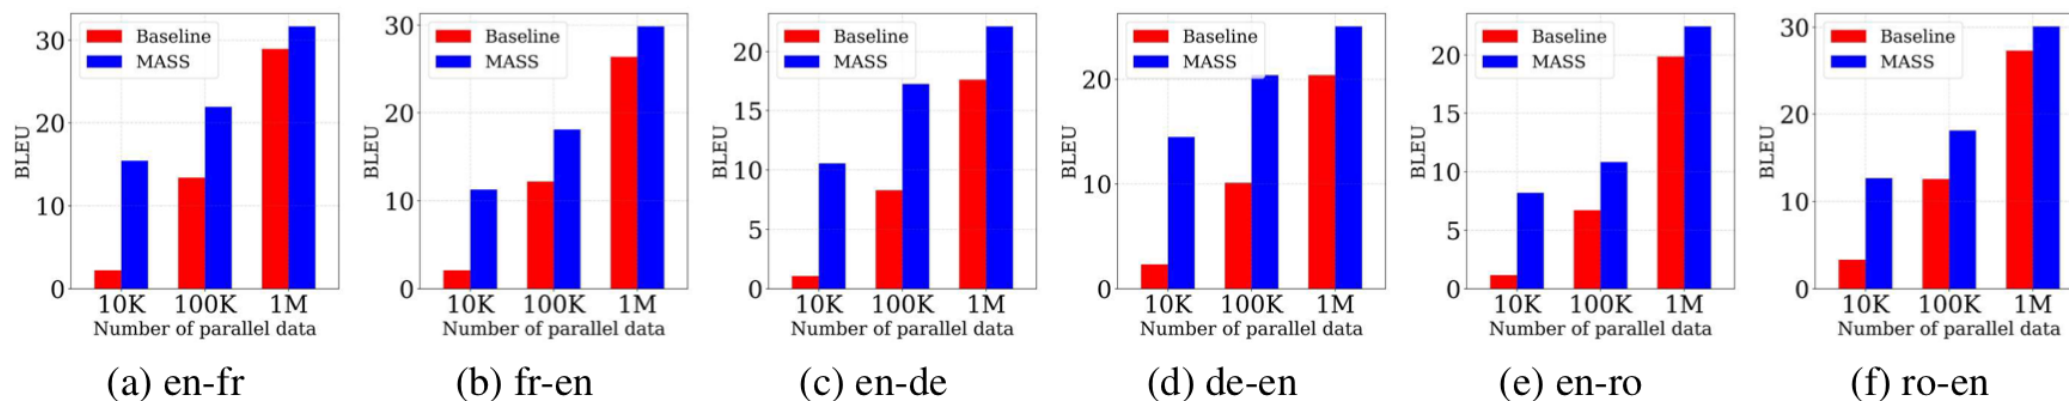 BLEU
30
20
10
0
Baseline
MASS
10K 100K 1M
Number of parallel data
(a) en-fr
BLEU
30
20
10
0
Baseline
MASS
10K 100K 1M
Number of parallel data
(b) fr-en
BLEU
20
15
10
5
0
Baseline
MASS
10K 100K 1M
Number of parallel data
(c) en-de
BLEU
20
10
0
Baseline
MASS
10K 100K 1M
Number of parallel data
(d) de-en
BLEU
20
15
10
5
0
Baseline
MASS
10K 100K 1M
Number of parallel data
(e) en-ro
BLEU
30
20
10
0
Baseline
MASS
10K 100K 1M
Number of parallel data
(f) ro-en